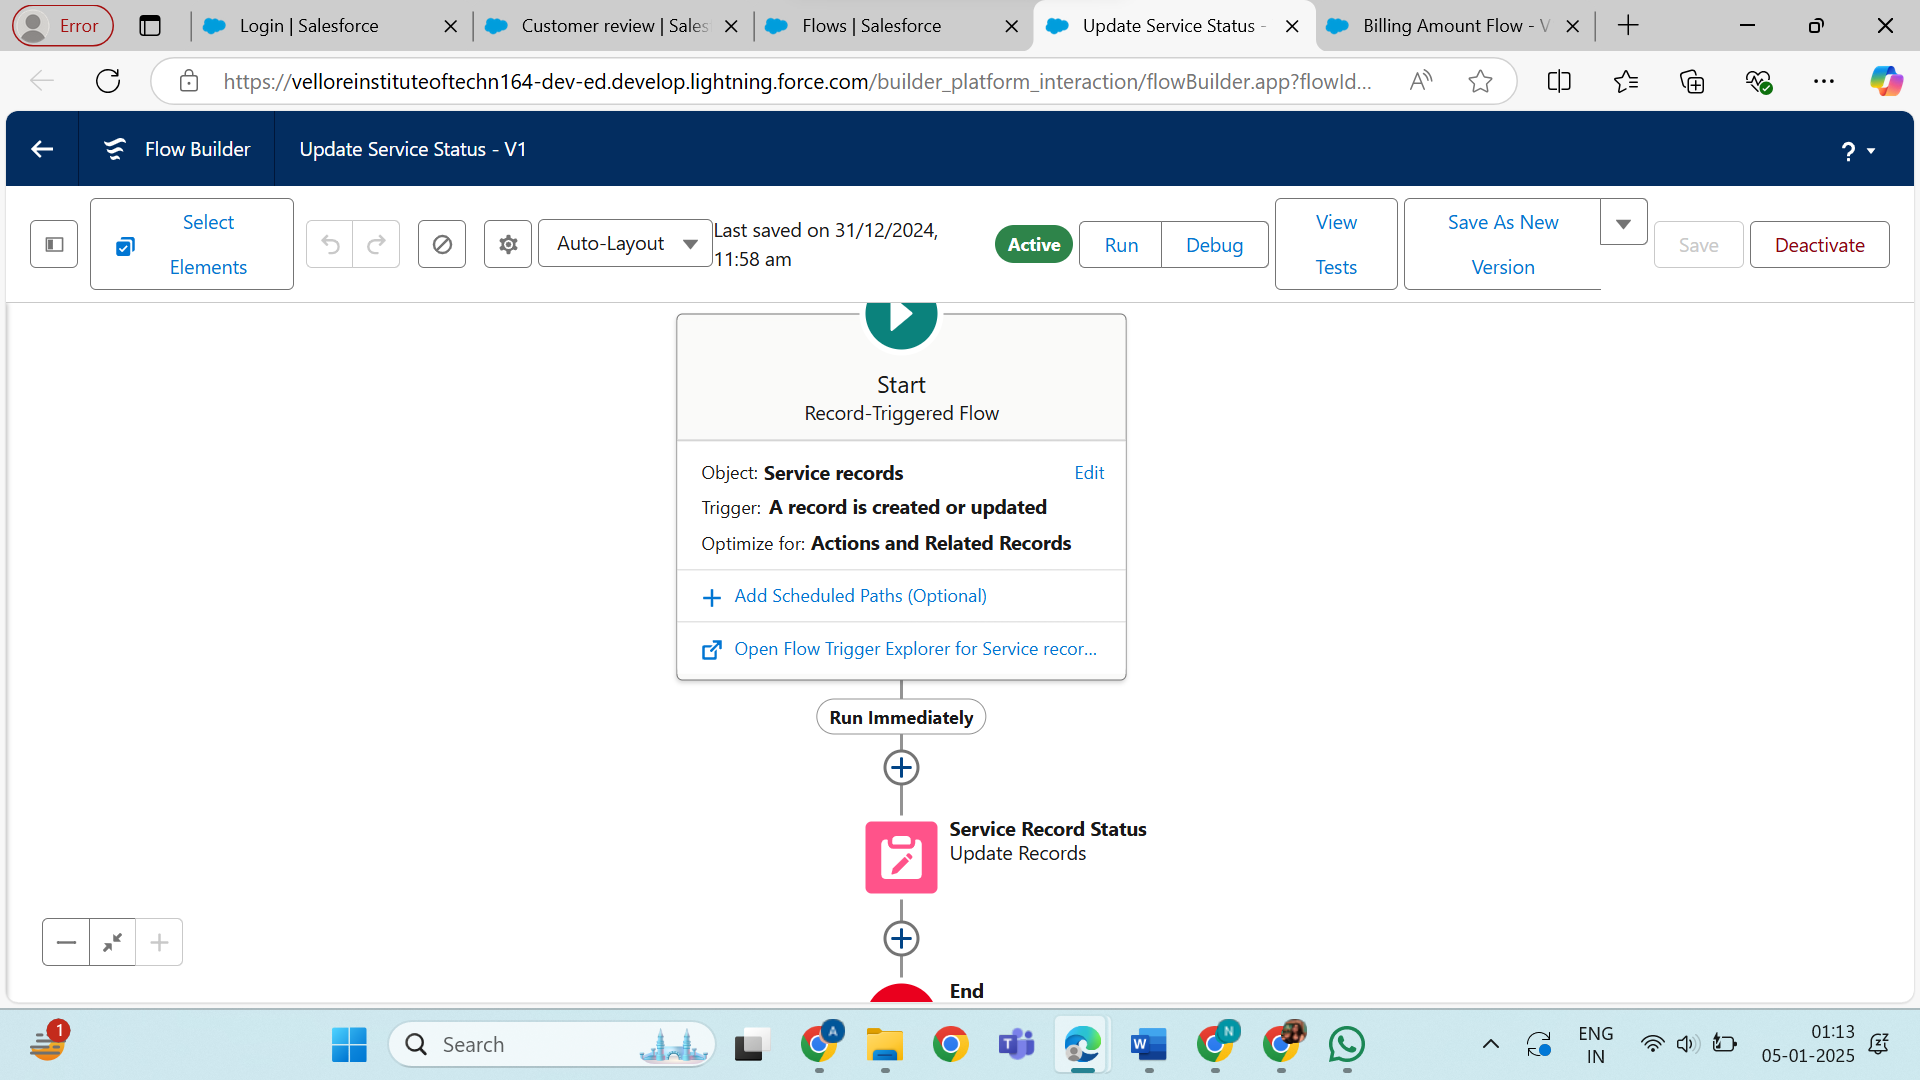 Error
Login | Salesforce
Customer review | Sales
Flows | Salesforce
Update Service Status -
Billing Amount Flow - V
https://velloreinstituteoftechn164-dev-ed.develop.lightning.force.com/builder_platform_interaction/flowBuilder.app?flowId...
Flow Builder
Update Service Status - V1
?
Select
Elements
Auto-Layout
Last saved on 31/12/2024,
11:58 am
Active
Run
Debug
View
Tests
Save As New
Version
Save
Deactivate
Start
Record-Triggered Flow
Object: Service records
Edit
Trigger: A record is created or updated
Optimize for: Actions and Related Records
Add Scheduled Paths (Optional)
Open Flow Trigger Explorer for Service recor...
Run Immediately
Service Record Status
Update Records
End
1
Search
A
T
W
N
ENG
IN
01:13
05-01-2025